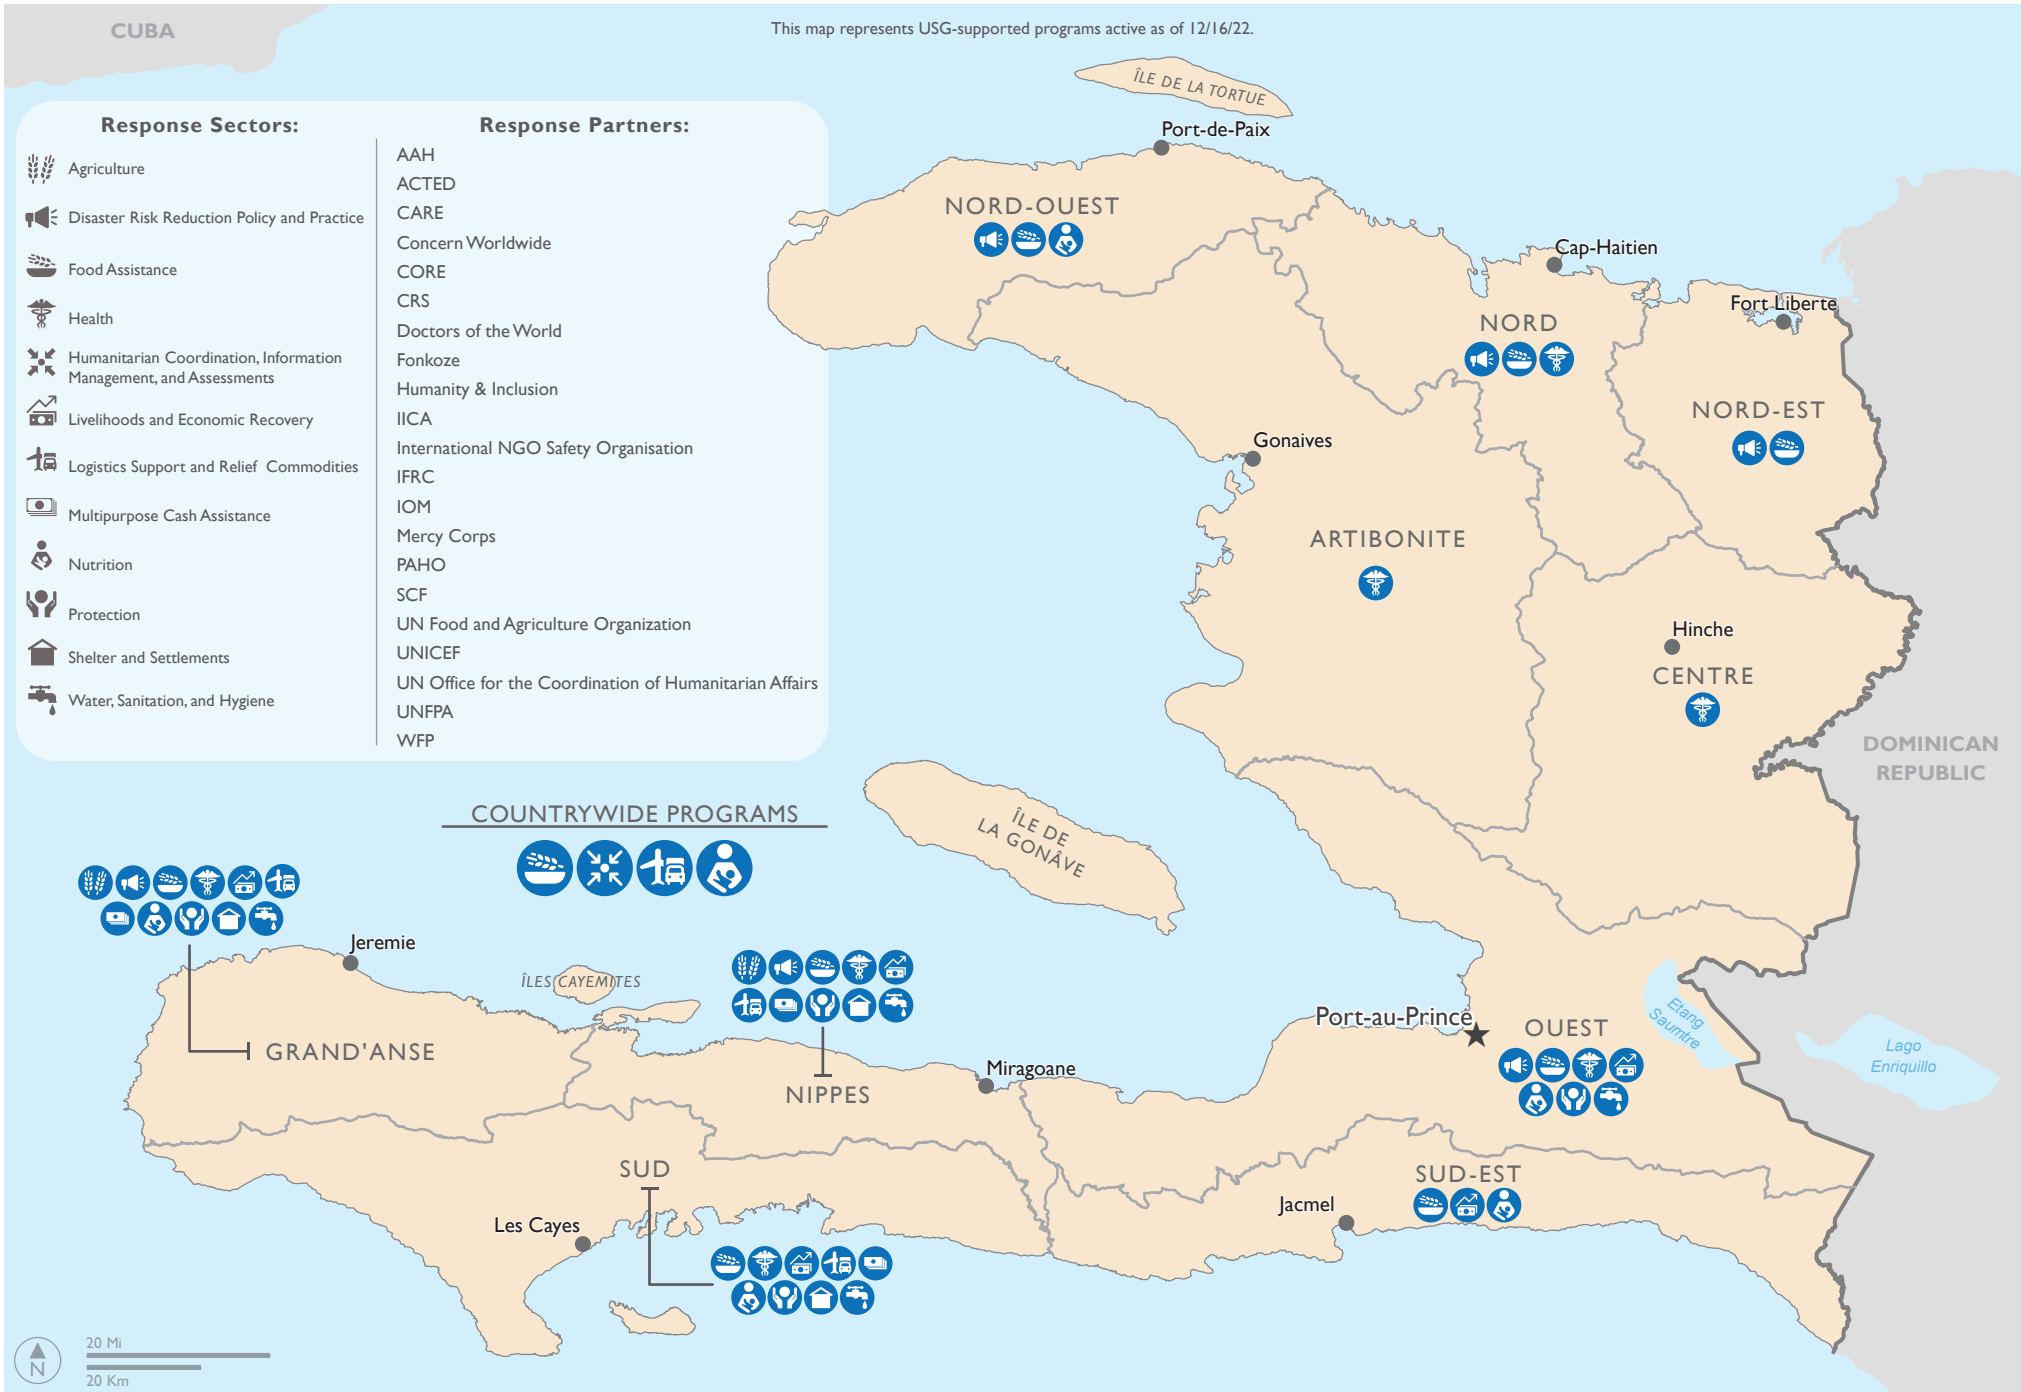 CUBA
This map represents USG-supported programs active as of 12/16/22.
ÎLE DE LA TORTUE
Response Sectors:
Agriculture
Disaster Risk Reduction Policy and Practice
Food Assistance
Health
Humanitarian Coordination, Information
Management, and Assessments
Livelihoods and Economic Recovery
Logistics Support and Relief Commodities
Multipurpose Cash Assistance
Nutrition
Protection
Shelter and Settlements
Water, Sanitation, and Hygiene
Response Partners:
AAH
ACTED
CARE
Concern Worldwide
CORE
CRS
Doctors of the World
Fonkoze
Humanity & Inclusion
IICA
International NGO Safety Organisation
IFRC
IOM
Mercy Corps
PAHO
SCF
UN Food and Agriculture Organization
UNICEF
UN Office for the Coordination of Humanitarian Affairs
UNFPA
WFP
Port-de-Paix
NORD-OUEST
Cap-Haitien
Fort Liberte
NORD
NORD-EST
Gonaives
ARTIBONITE
Hinche
CENTRE
DOMINICAN
REPUBLIC
COUNTRYWIDE PROGRAMS
ÎLE DE
LA GONÂVE
Jeremie
ÎLES CAYEMITES
GRAND'ANSE
NIPPES
Miragoane
Port-au-Prince
OUEST
Etang
Saumtre
Lago
Enriquillo
SUD
Les Cayes
SUD-EST
Jacmel
20 Mi
20 Km
N